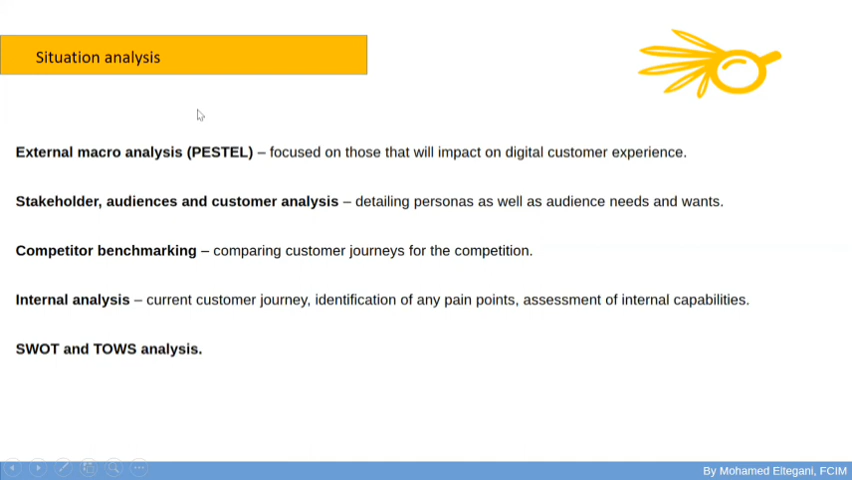 Situation analysis
External macro analysis (PESTEL) – focused on those that will impact on digital customer experience.
Stakeholder, audiences and customer analysis – detailing personas as well as audience needs and wants.
Competitor benchmarking – comparing customer journeys for the competition.
Internal analysis – current customer journey, identification of any pain points, assessment of internal capabilities.
SWOT and TOWS analysis.
By Mohamed Eltegani, FCIM